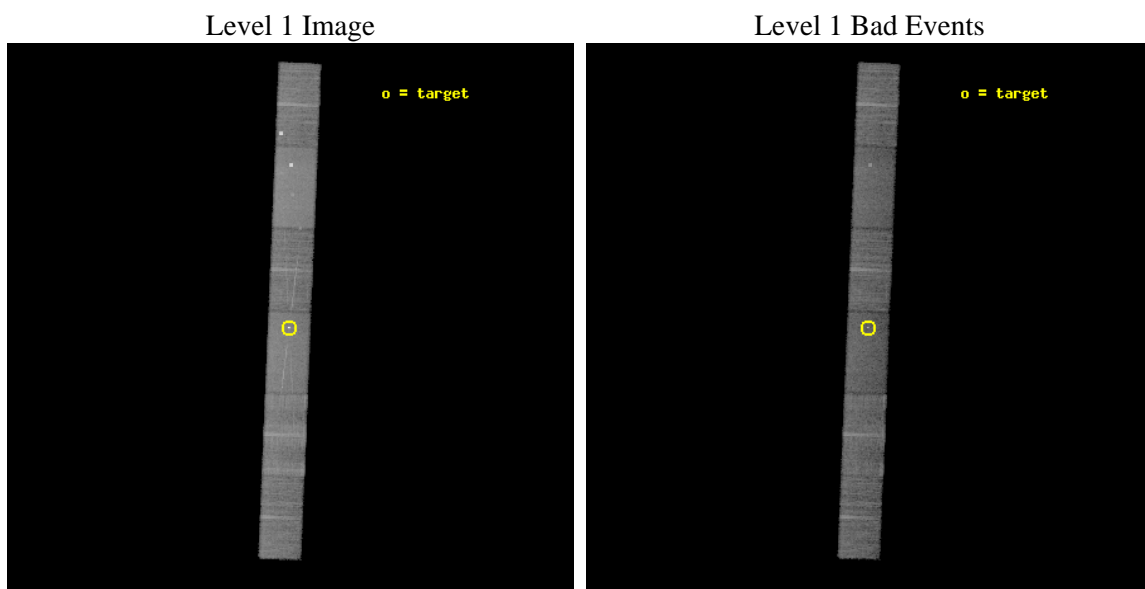 Level 1 Image
Level 1 Bad Events
o = target
o = target